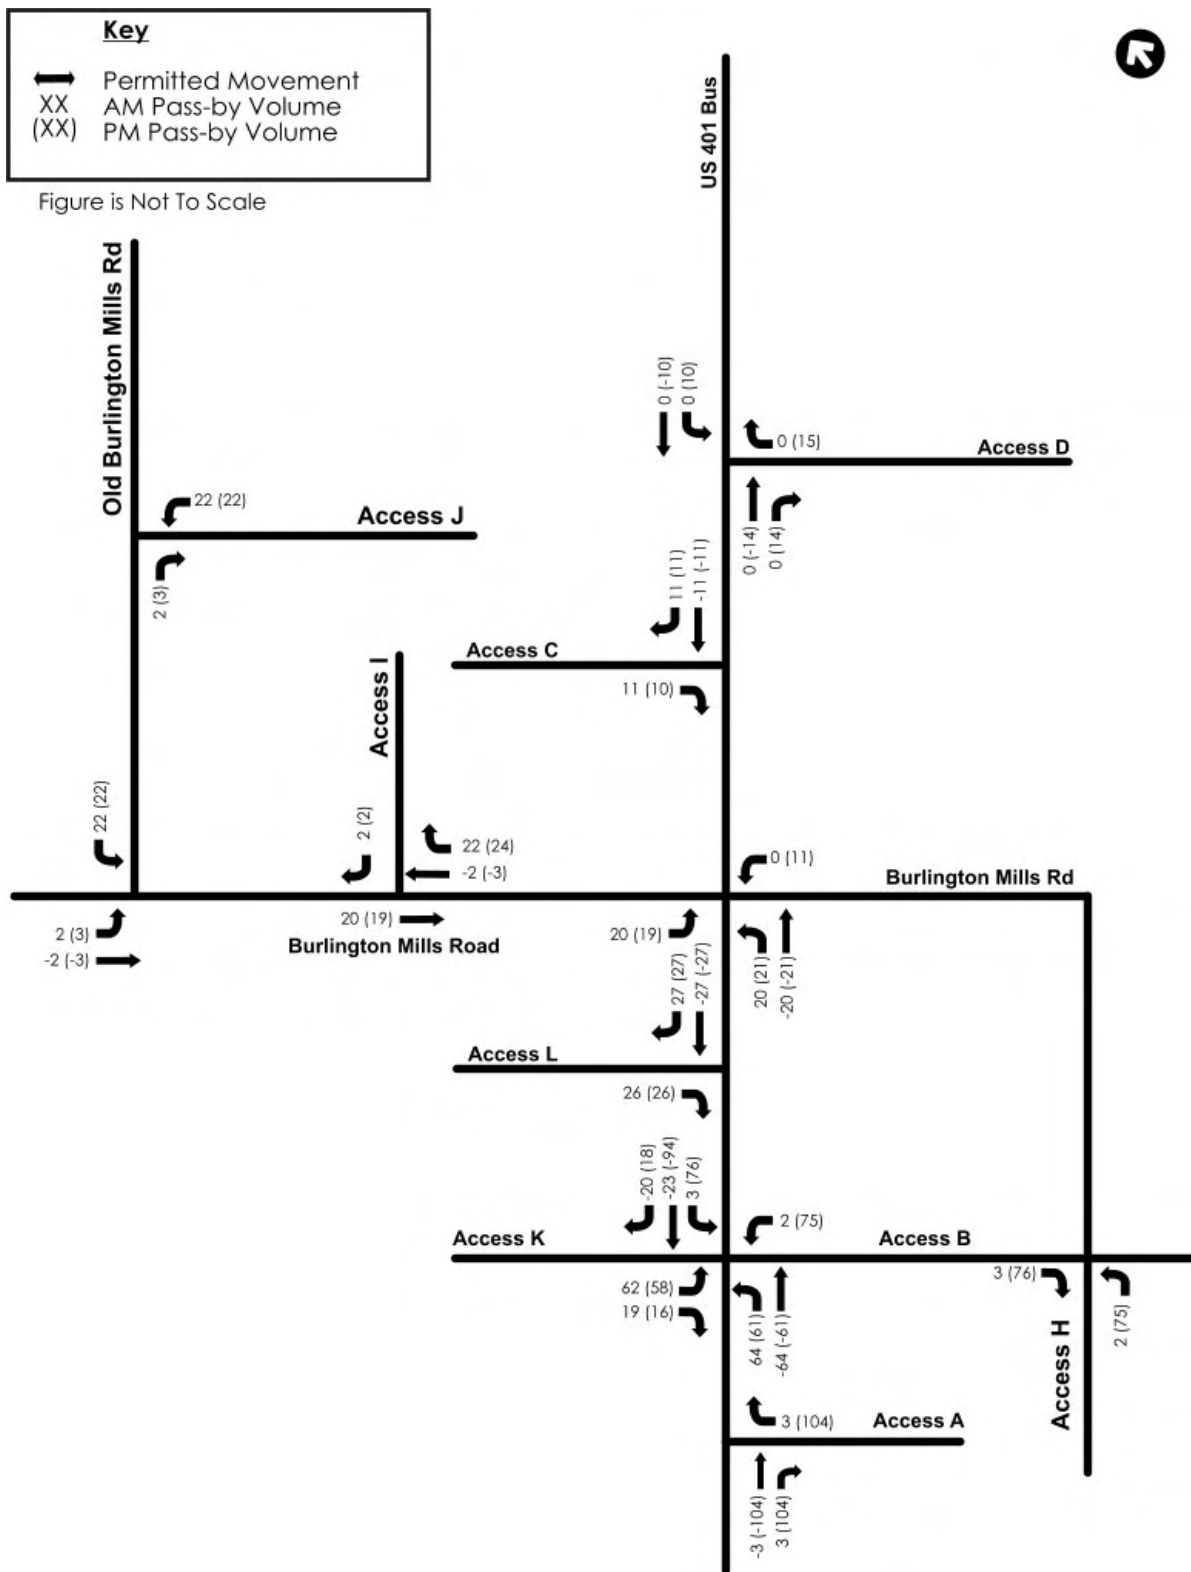 Key
Permitted Movement
XX AM Pass-by Volume
(XX) PM Pass-by Volume
Figure is Not To Scale
US 401 Bus
Old Burlington Mills Rd
0 (-10)
0 (10)
0 (15)
Access D
22 (22)
Access J
0 (-14)
0 (14)
2 (3)
11 (11)
-11 (-11)
Access C
11 (10)
Access I
22 (22)
2 (2)
22 (24)
-2 (-3)
0 (11)
Burlington Mills Rd
2 (3)
-2 (-3)
20 (19)
Burlington Mills Road
20 (19)
27 (27)
-27 (-27)
20 (21)
-20 (-21)
Access L
26 (26)
-20 (18)
-23 (-94)
3 (76)
2 (75)
Access K
Access B
62 (58)
19 (16)
64 (61)
-64 (-61)
3 (76)
2 (75)
Access H
3 (104)
Access A
-3 (-104)
3 (104)